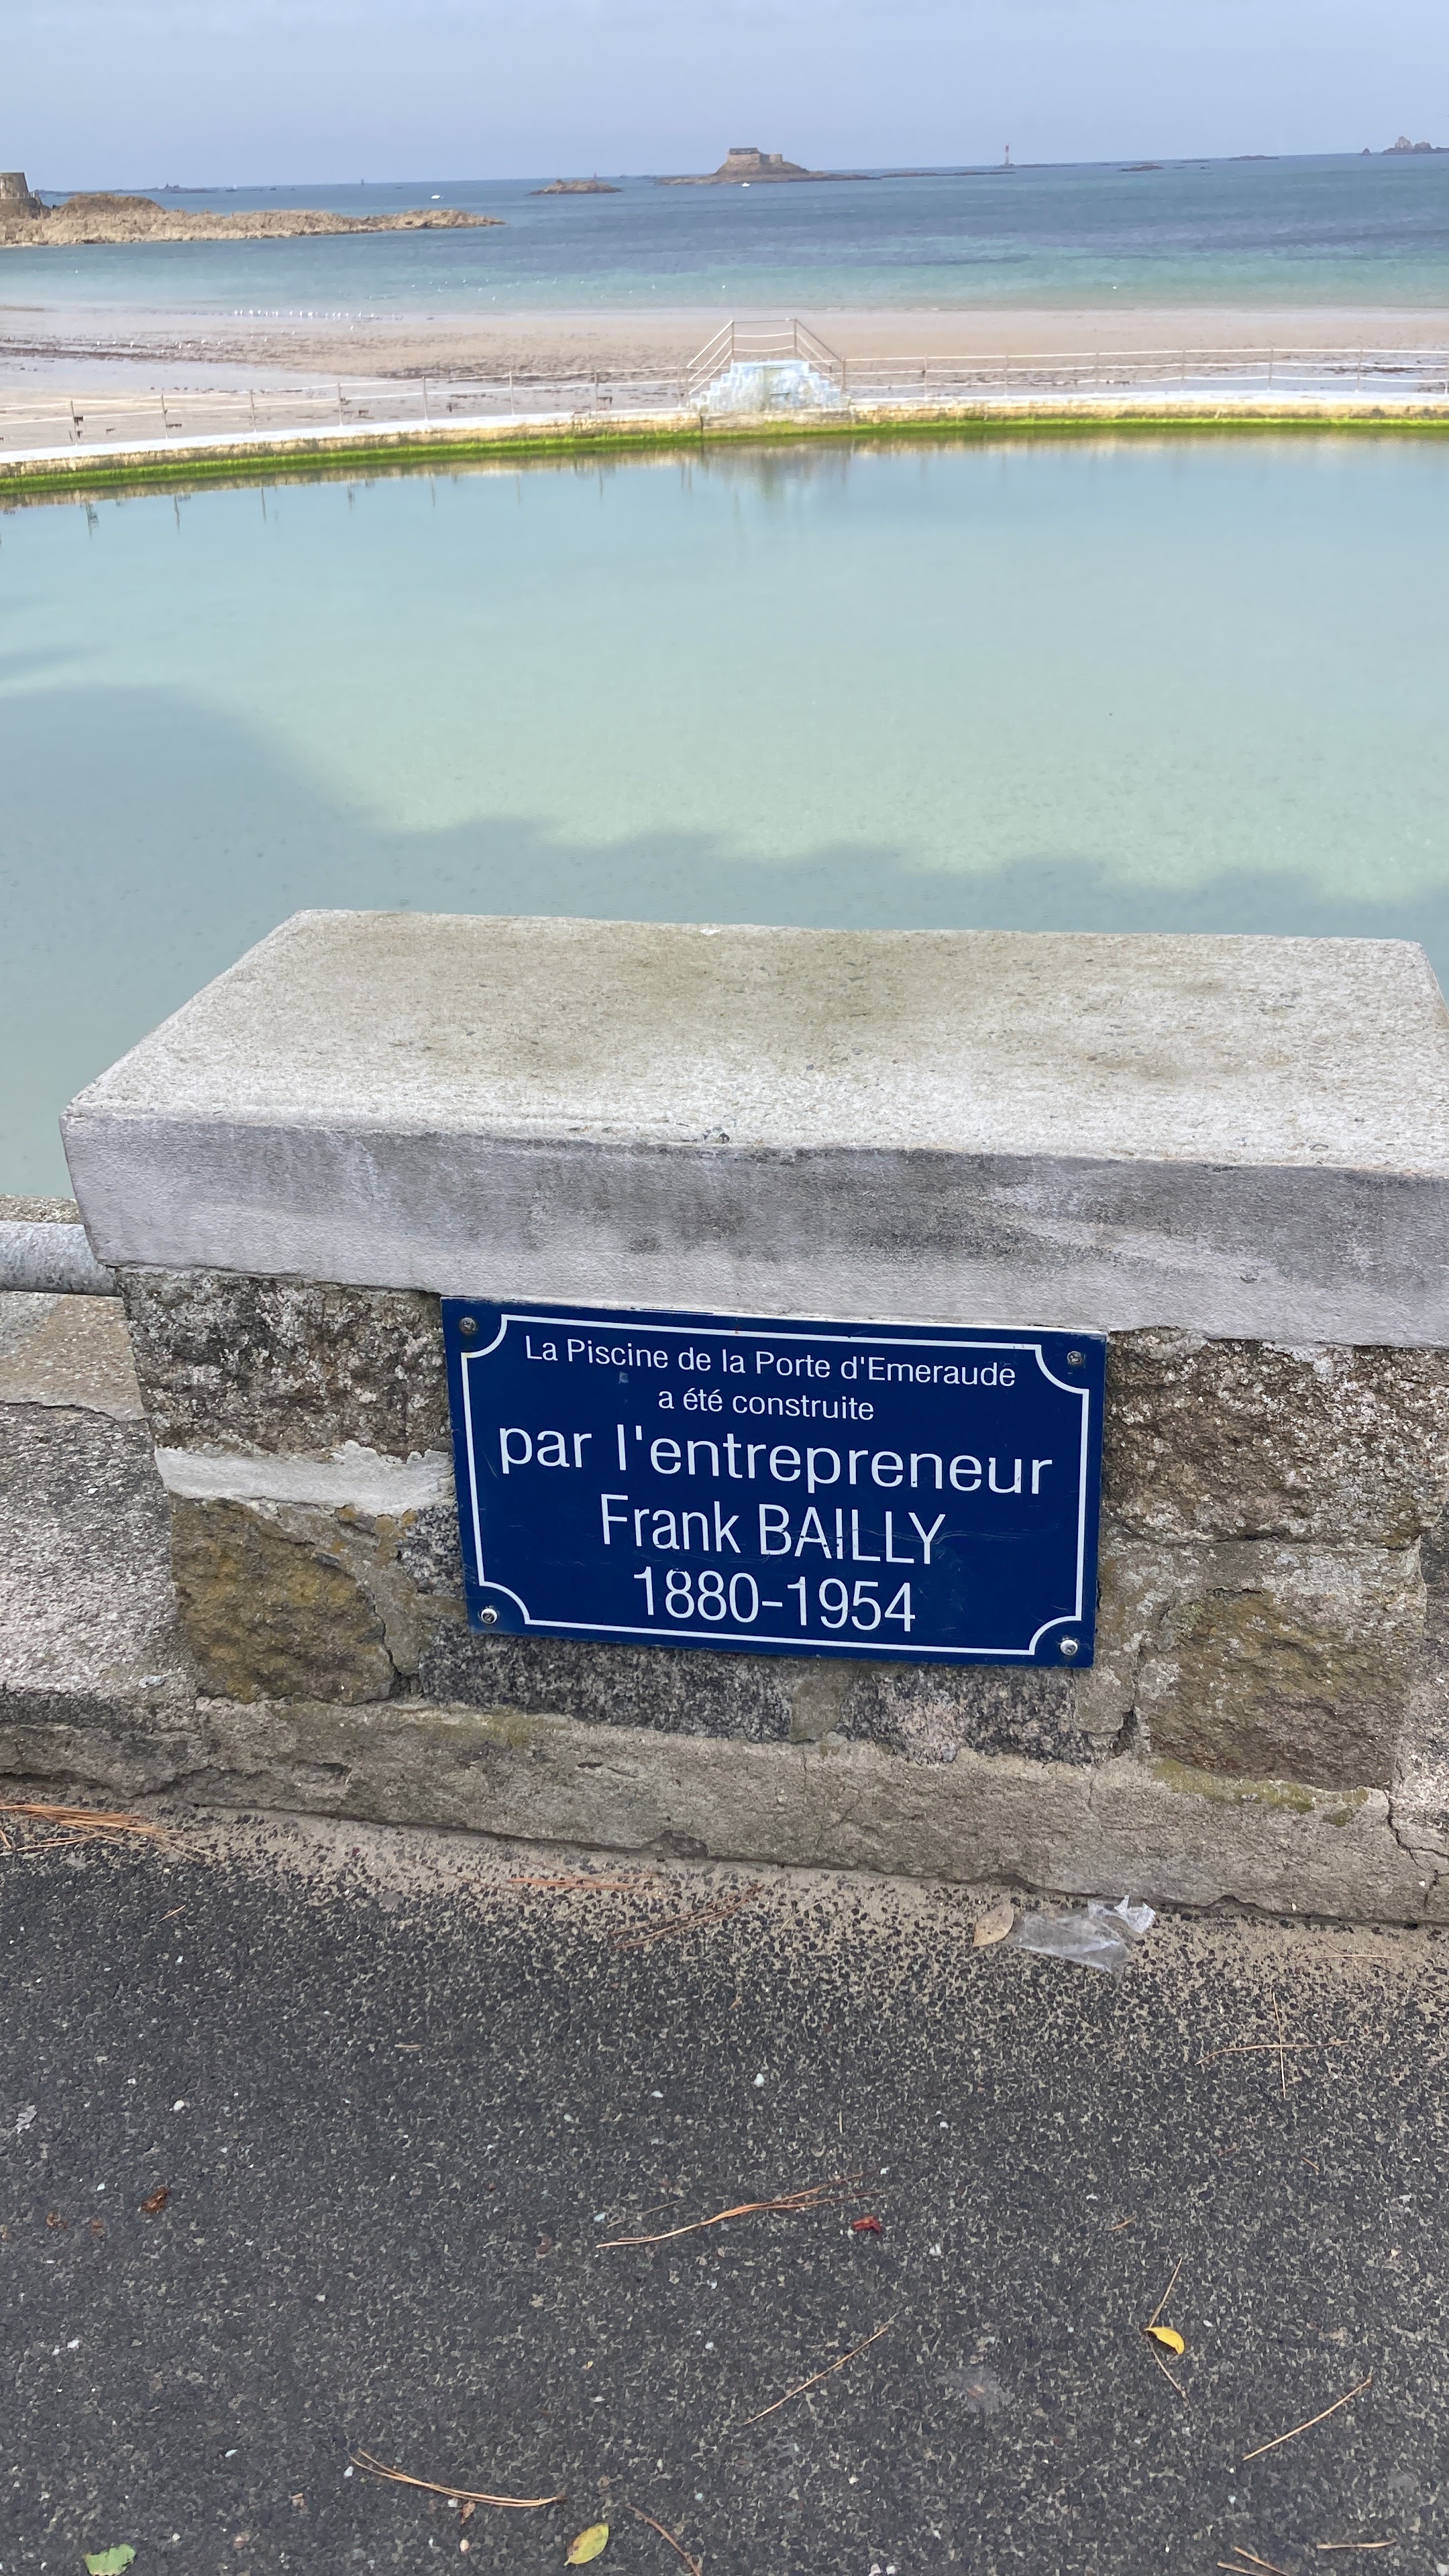 La Piscine de la Porte d'Emeraude
a été construite
par l'entrepreneur
Frank BAILLY
1880-1954